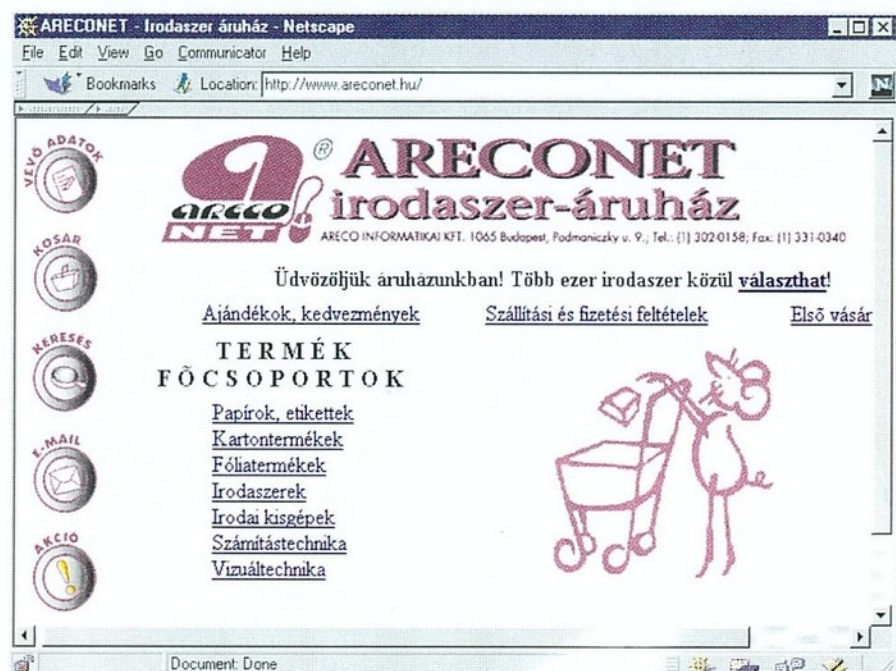 ARECONET - Irodaszer áruház - Netscape
File Edit View Go Communicator Help
Bookmarks Location: http://www.areconet.hu/
VEVŐ ADATOK
KOSÁR
KERESÉS
E-MAIL
AKCIÓ
areco
NET!
®
ARECONET
irodaszer-áruház
ARECO INFORMATIKAI KFT. 1065 Budapest, Podmaniczky u. 9.; Tel.: (1) 302-0158; Fax: (1) 331-0340
Üdvözöljük áruházunkban! Több ezer irodaszer közül választhat!
Ajándékok, kedvezmények Szállítási és fizetési feltételek Első vásár
TERMÉK
FÕCSOPORTOK
Papírok, etikettek
Kartontermékek
Fóliatermékek
Irodaszerek
Irodai kisgépek
Számítástechnika
Vizuáltechnika
Document: Done